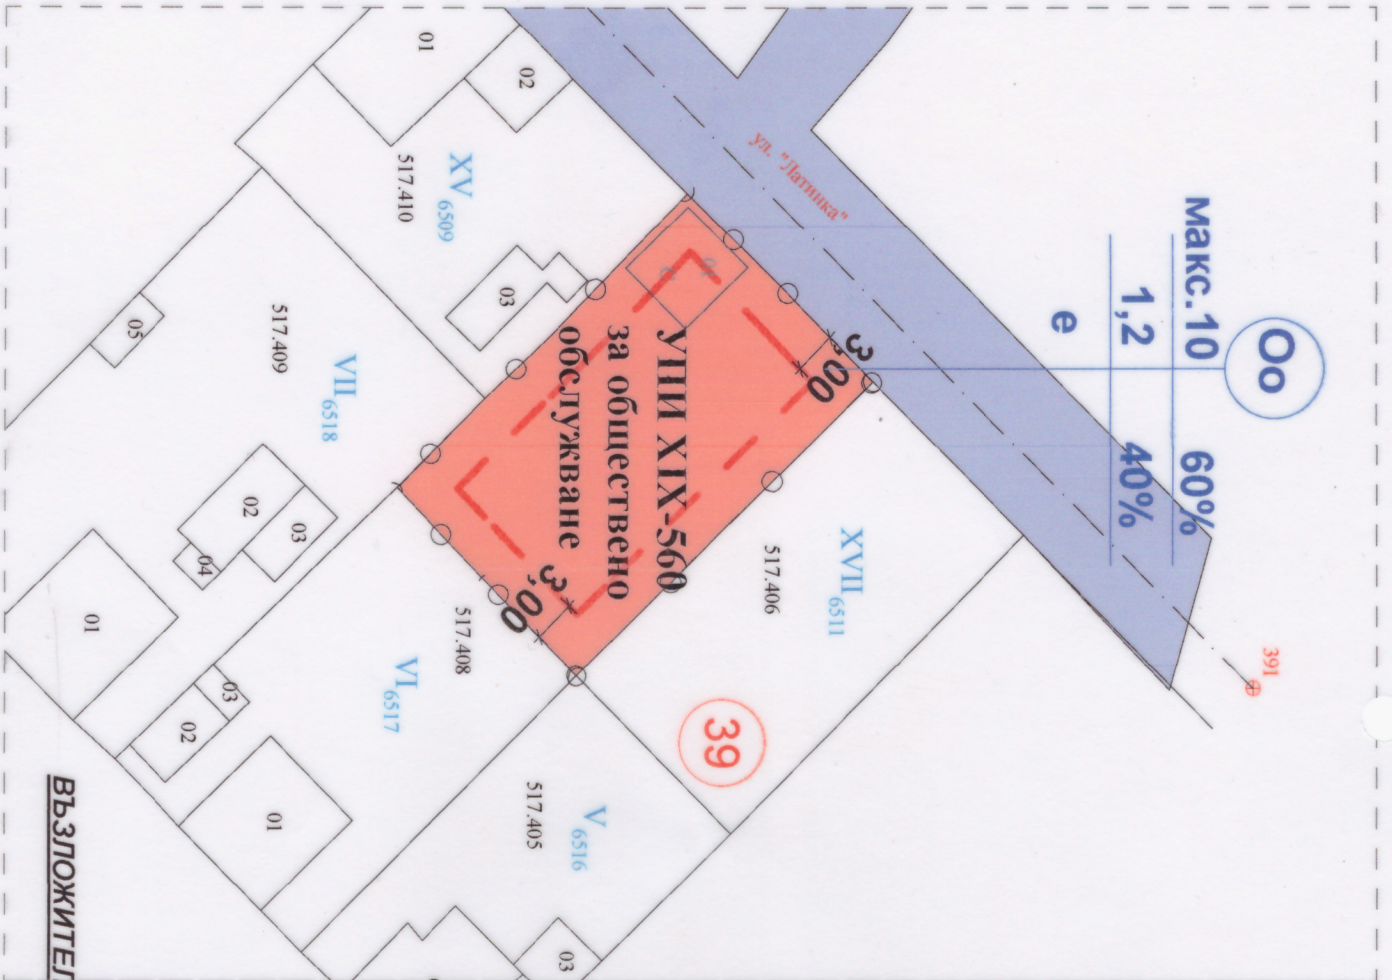 Оо
макс.10 60%
1,2 40%
е
391
ул. "Латинка"
3,00
XVII 6511
517.406
УПИ XIX-560
за обществено
обслужване
01
3,00
39
XV 6509
517.410
01
02
03
VII 6518
517.409
05
02
03
04
01
VI 6517
517.408
03
02
01
V 6516
517.405
03
ВЪЗЛОЖИТЕЛ